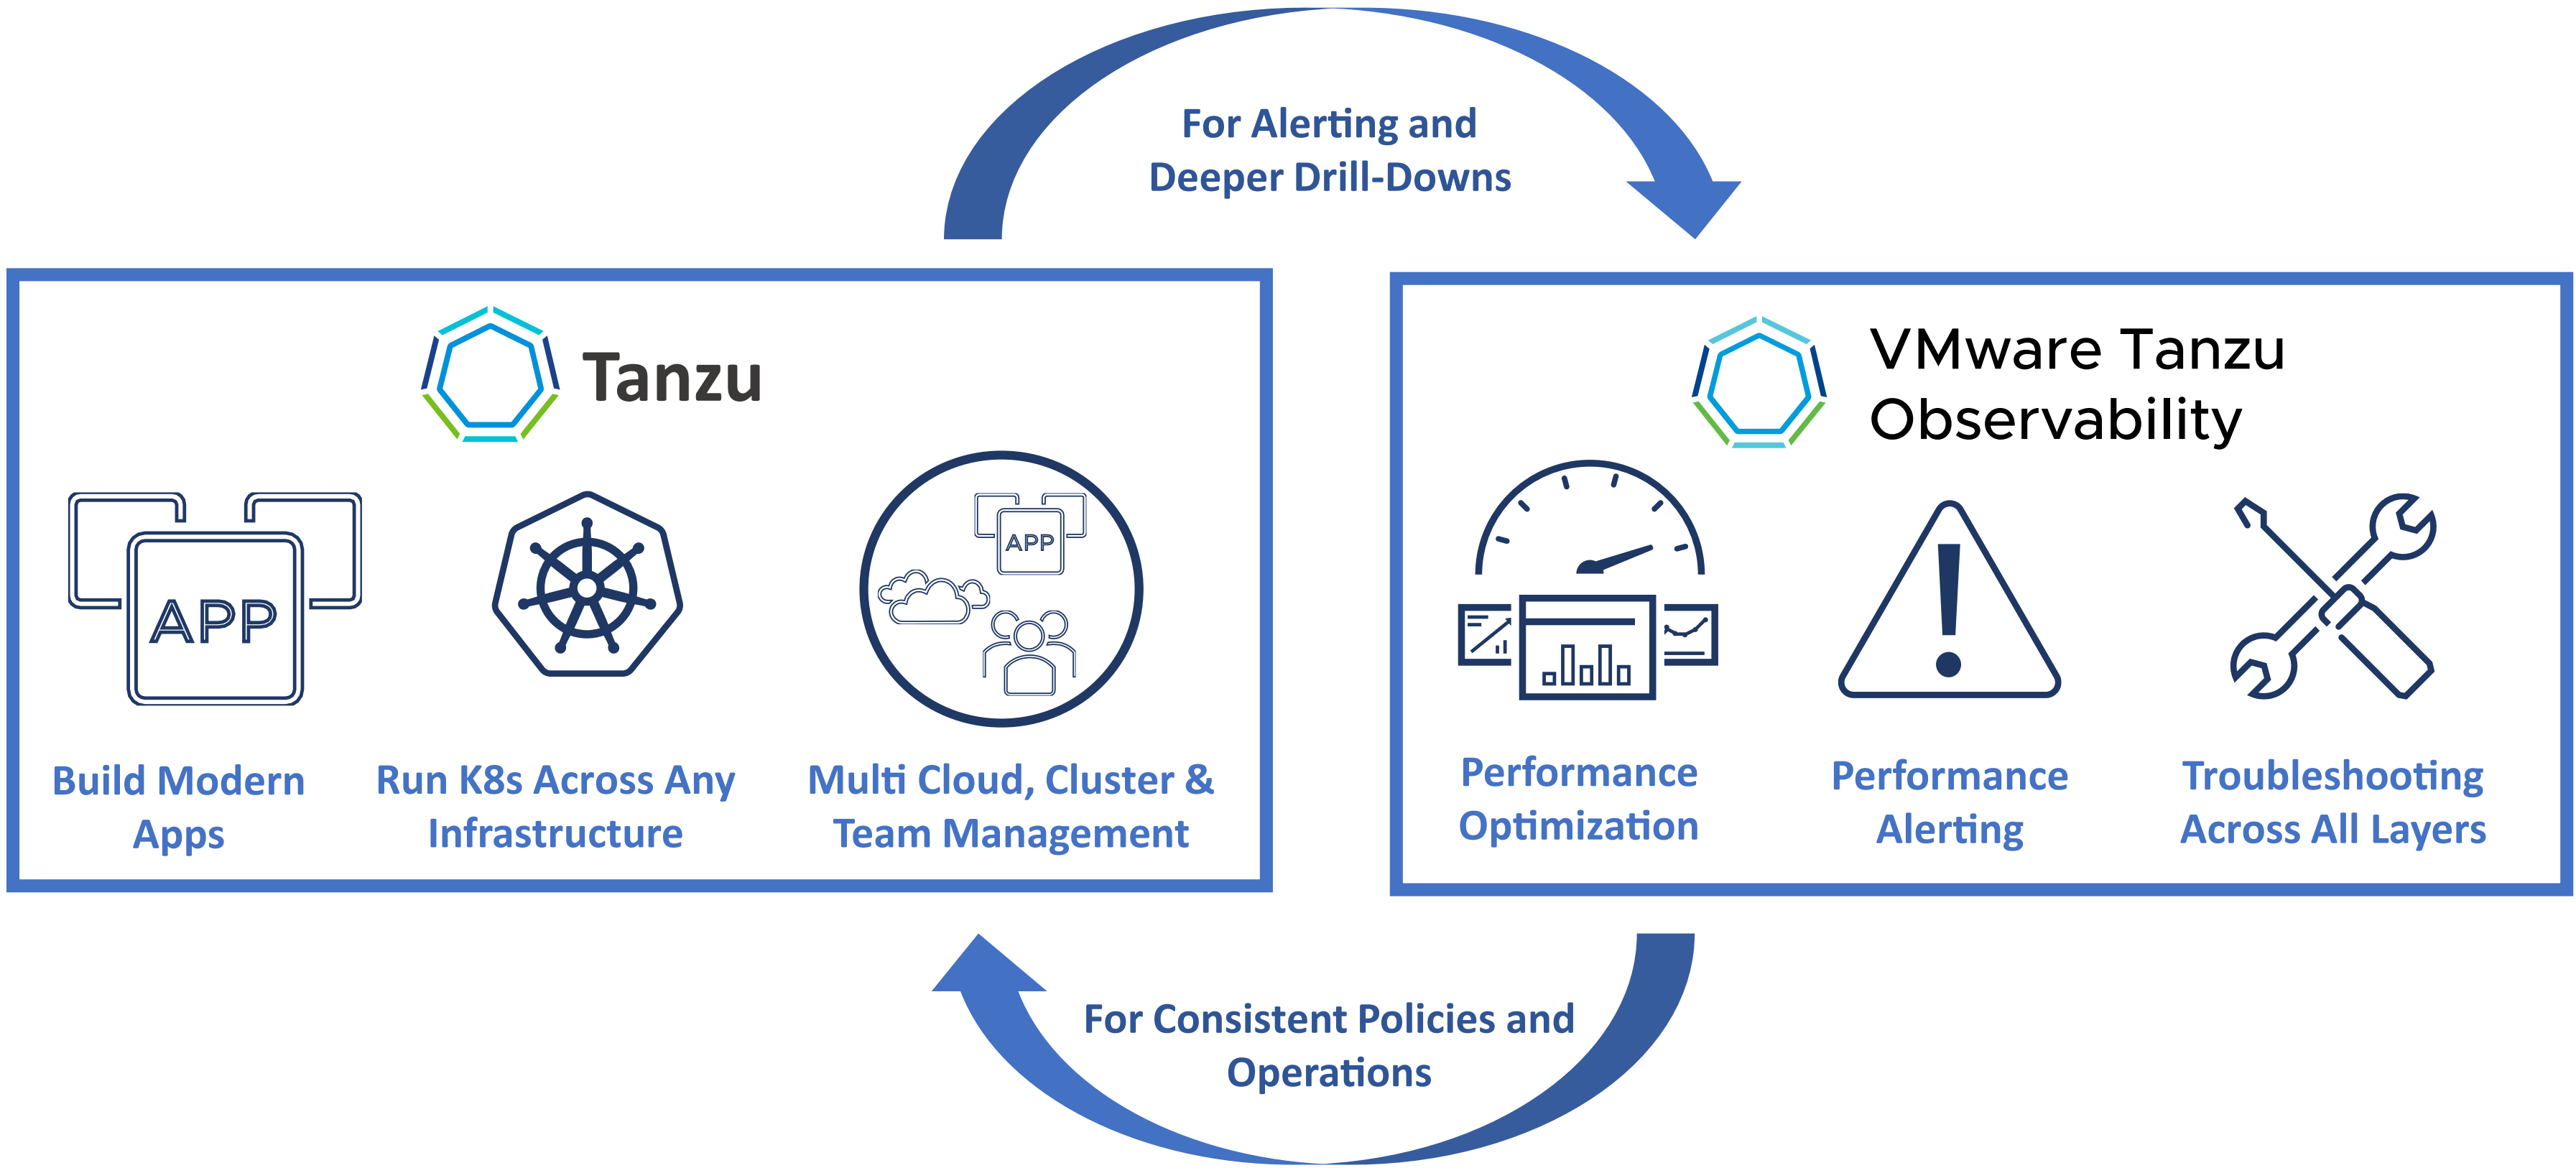 For Alerting and
Deeper Drill-Downs
Tanzu
APP
APP
Build Modern
Apps
Run K8s Across Any
Infrastructure
Multi Cloud, Cluster &
Team Management
VMware Tanzu
Observability
Performance
Optimization
Performance
Alerting
Troubleshooting
Across All Layers
For Consistent Policies and
Operations